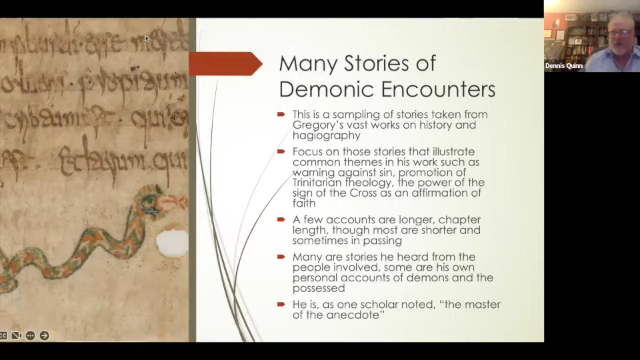 Many Stories of
Demonic Encounters
This is a sampling of stories taken from
Gregory's vast works on history and
hagiography
Focus on those stories that illustrate
common themes in his work such as
warning against sin, promotion of
Trinitarian theology, the power of the
sign of the Cross as an affirmation of
faith
A few accounts are longer, chapter
length, though most are shorter and
sometimes in passing
Many are stories he heard from the
people involved, some are his own
personal accounts of demons and the
possessed
He is, as one scholar noted, "the master
of the anecdote"
Dennis Quinn